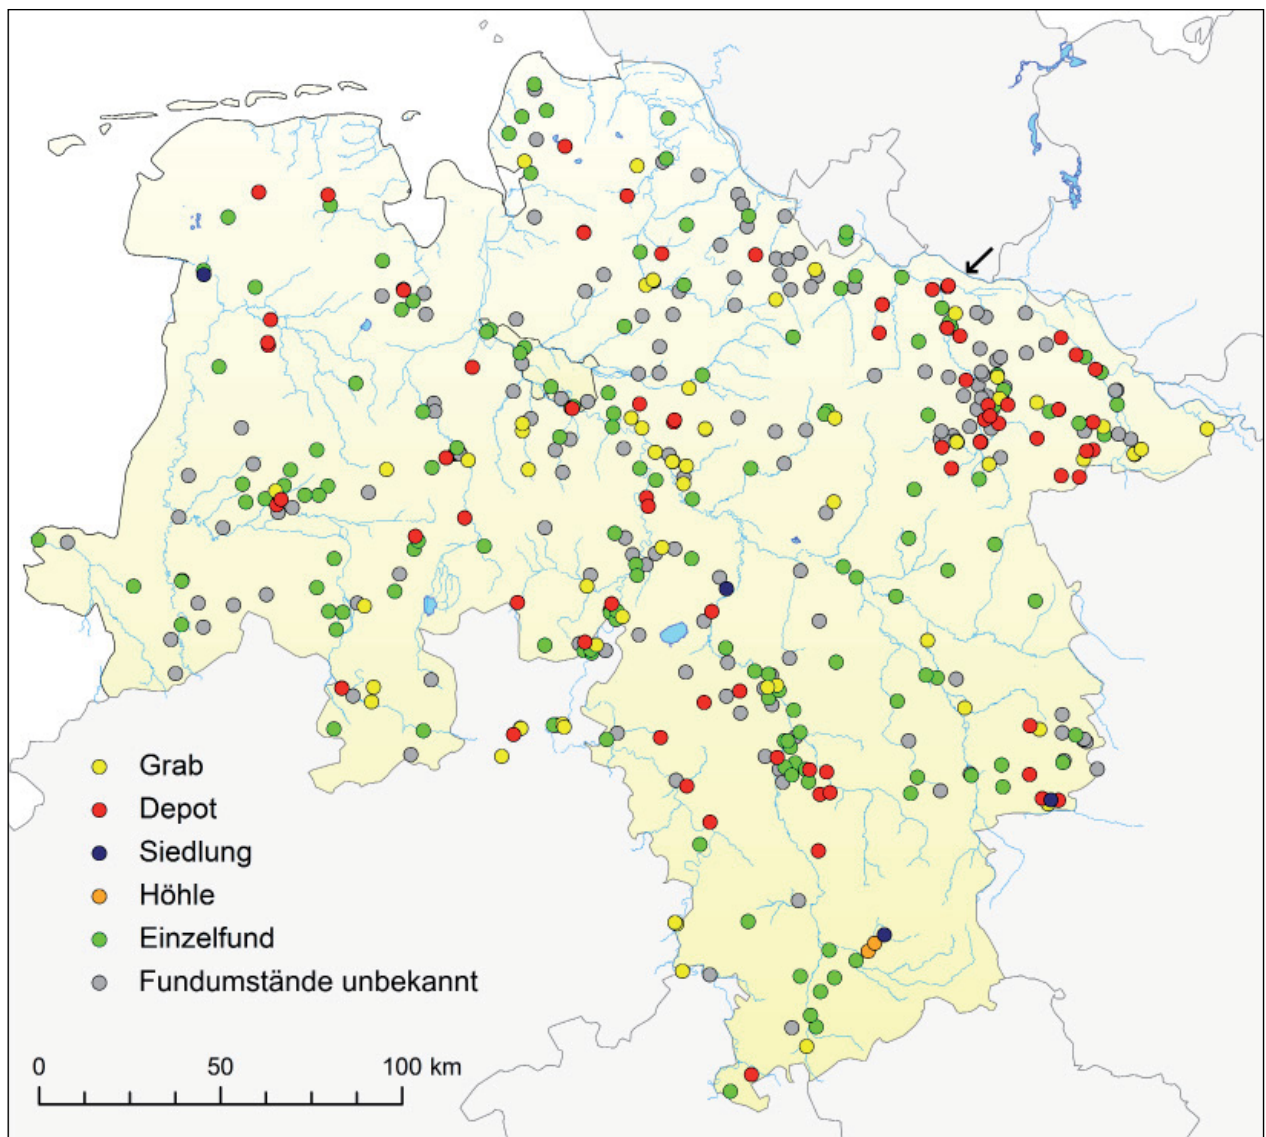 Grab
Depot
Siedlung
Höhle
Einzelfund
Fundumstände unbekannt
0 50 100 km